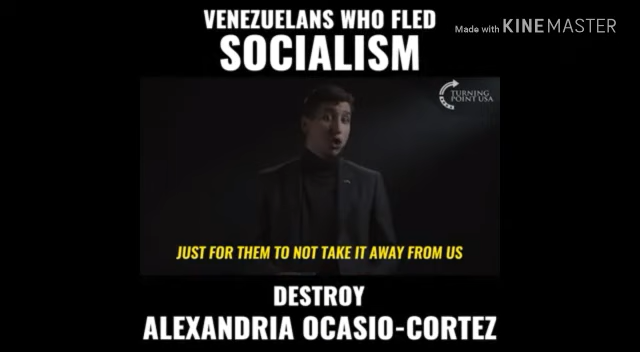 VENEZUELANS WHO FLED
Made with KINEMASTER
SOCIALISM
TURNING
POINT USA
JUST FOR THEM TO NOT TAKE IT AWAY FROM US
DESTROY
ALEXANDRIA OCASIO-CORTEZ